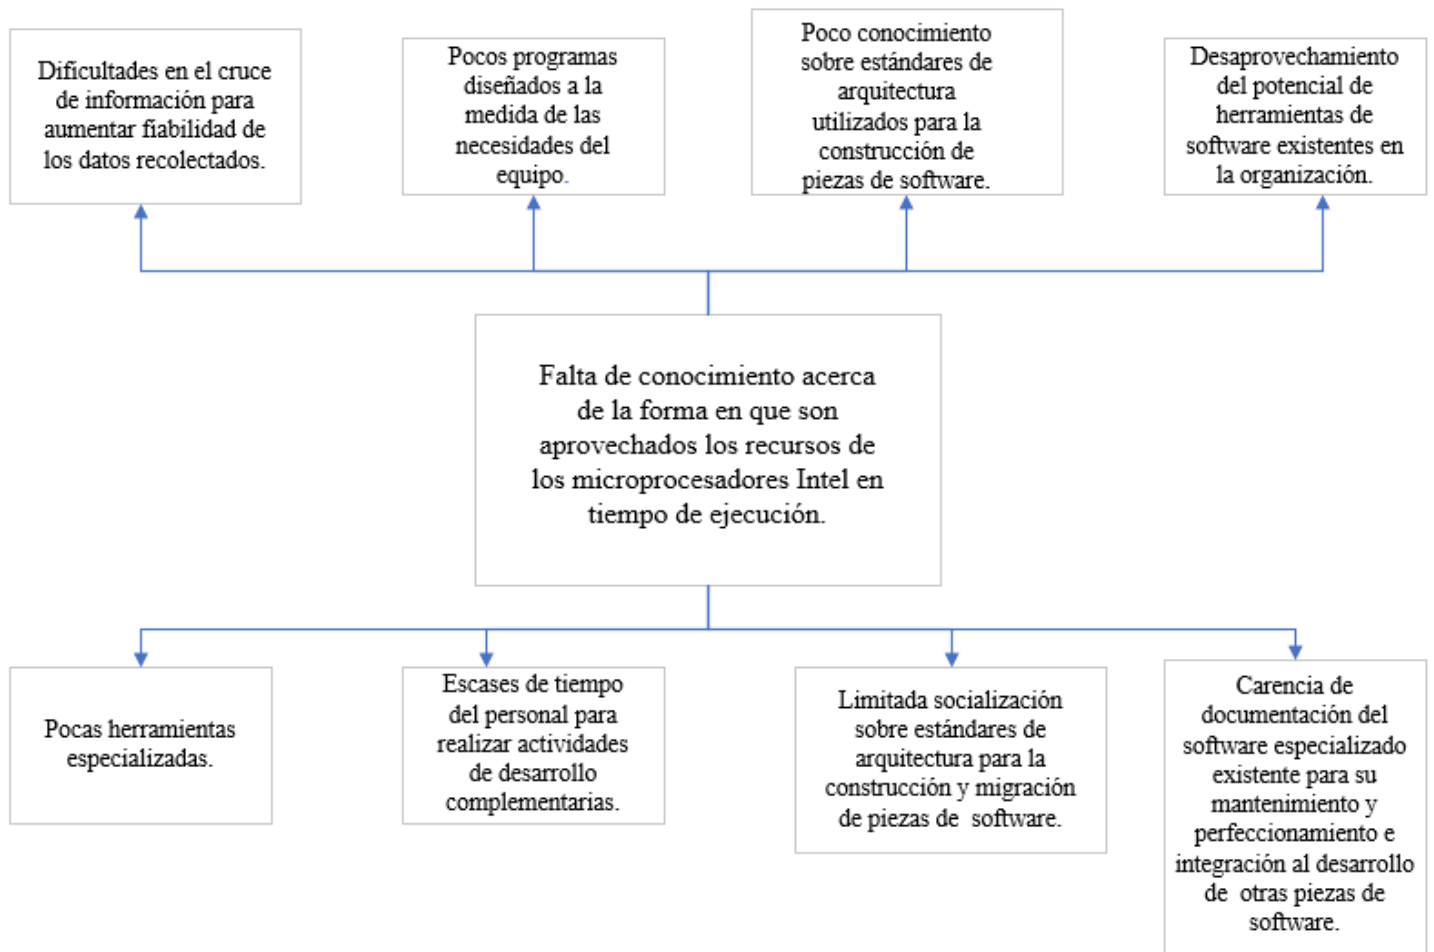 Dificultades en el cruce
de información para
aumentar fiabilidad de
los datos recolectados.
Pocos programas
diseñados a la
medida de las
necesidades del
equipo.
Poco conocimiento
sobre estándares de
arquitectura
utilizados para la
construcción de
piezas de software.
Desaprovechamiento
del potencial de
herramientas de
software existentes en
la organización.
Falta de conocimiento acerca
de la forma en que son
aprovechados los recursos de
los microprocesadores Intel en
tiempo de ejecución.
Pocas herramientas
especializadas.
Escases de tiempo
del personal para
realizar actividades
de desarrollo
complementarias.
Limitada socialización
sobre estándares de
arquitectura para la
construcción y migración
de piezas de software.
Carencia de
documentación del
software especializado
existente para su
mantenimiento y
perfeccionamiento e
integración al desarrollo
de otras piezas de
software.